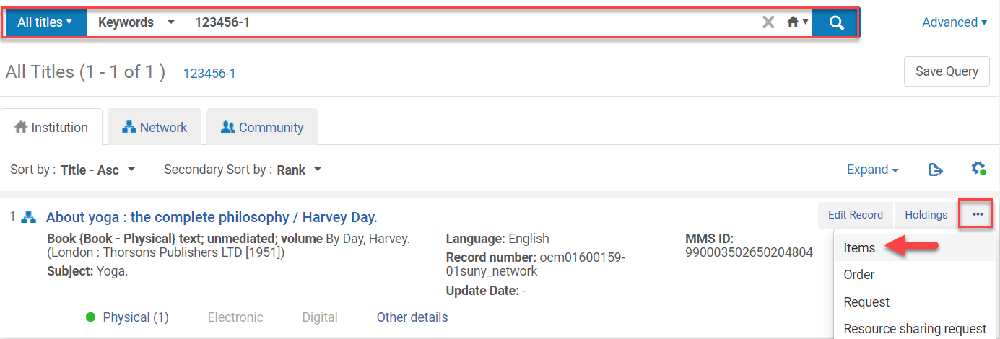 All titles Keywords 123456-1 Advanced
All Titles (1 - 1 of 1 ) 123456-1 Save Query
Institution Network Community
Sort by : Title - Asc Secondary Sort by : Rank Expand
1 About yoga : the complete philosophy / Harvey Day. Edit Record Holdings •••
Book {Book - Physical} text; unmediated; volume By Day, Harvey.
(London : Thorsons Publishers LTD [1951])
Subject: Yoga.
Language: English
Record number: ocm01600159-
01suny_network
Update Date: -
MMS ID:
990003502650204804
Items
Order
Request
Resource sharing request
Physical (1) Electronic Digital Other details